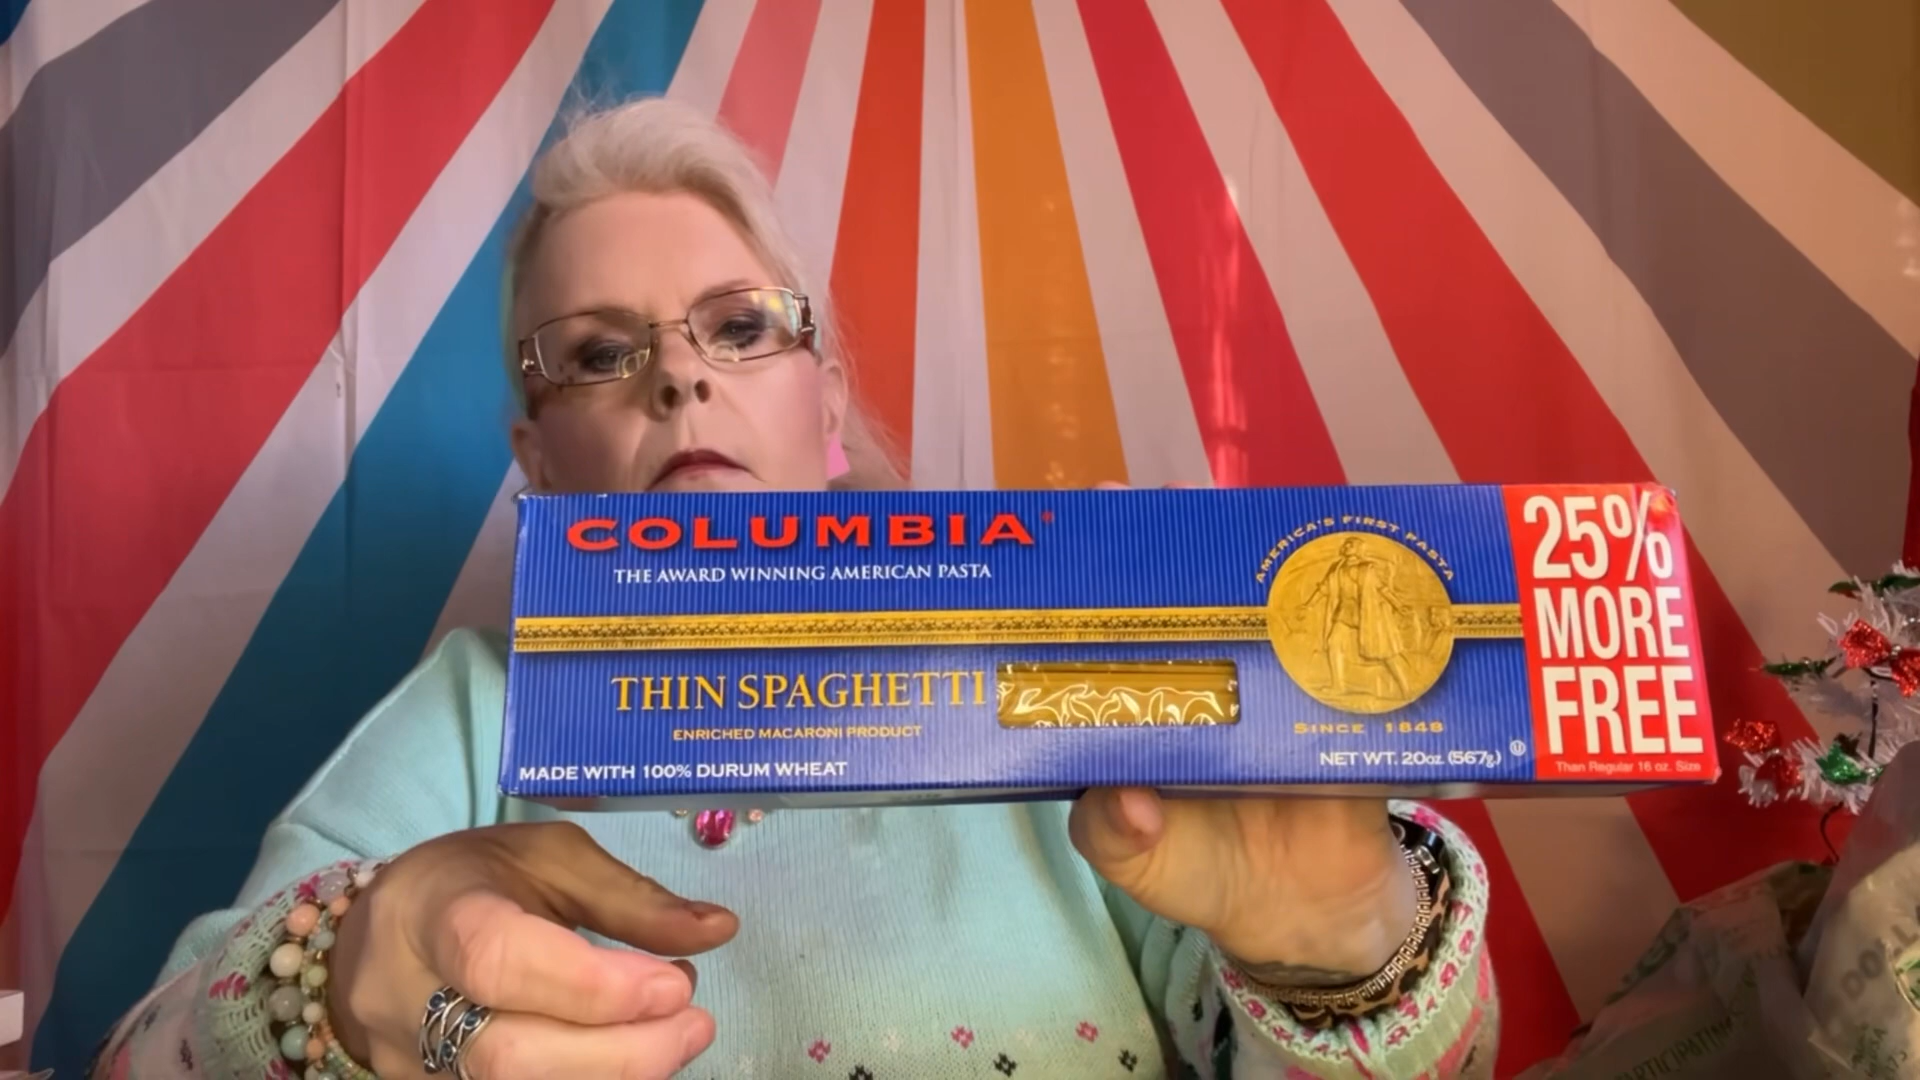 COLUMBIA®
THE AWARD WINNING AMERICAN PASTA
AMERICA'S FIRST PASTA
THIN SPAGHETTI
ENRICHED MACARONI PRODUCT
MADE WITH 100% DURUM WHEAT
SINCE 1848
NET WT. 20oz. (567g.) U
25%
MORE
FREE
Than Regular 16 oz. Size